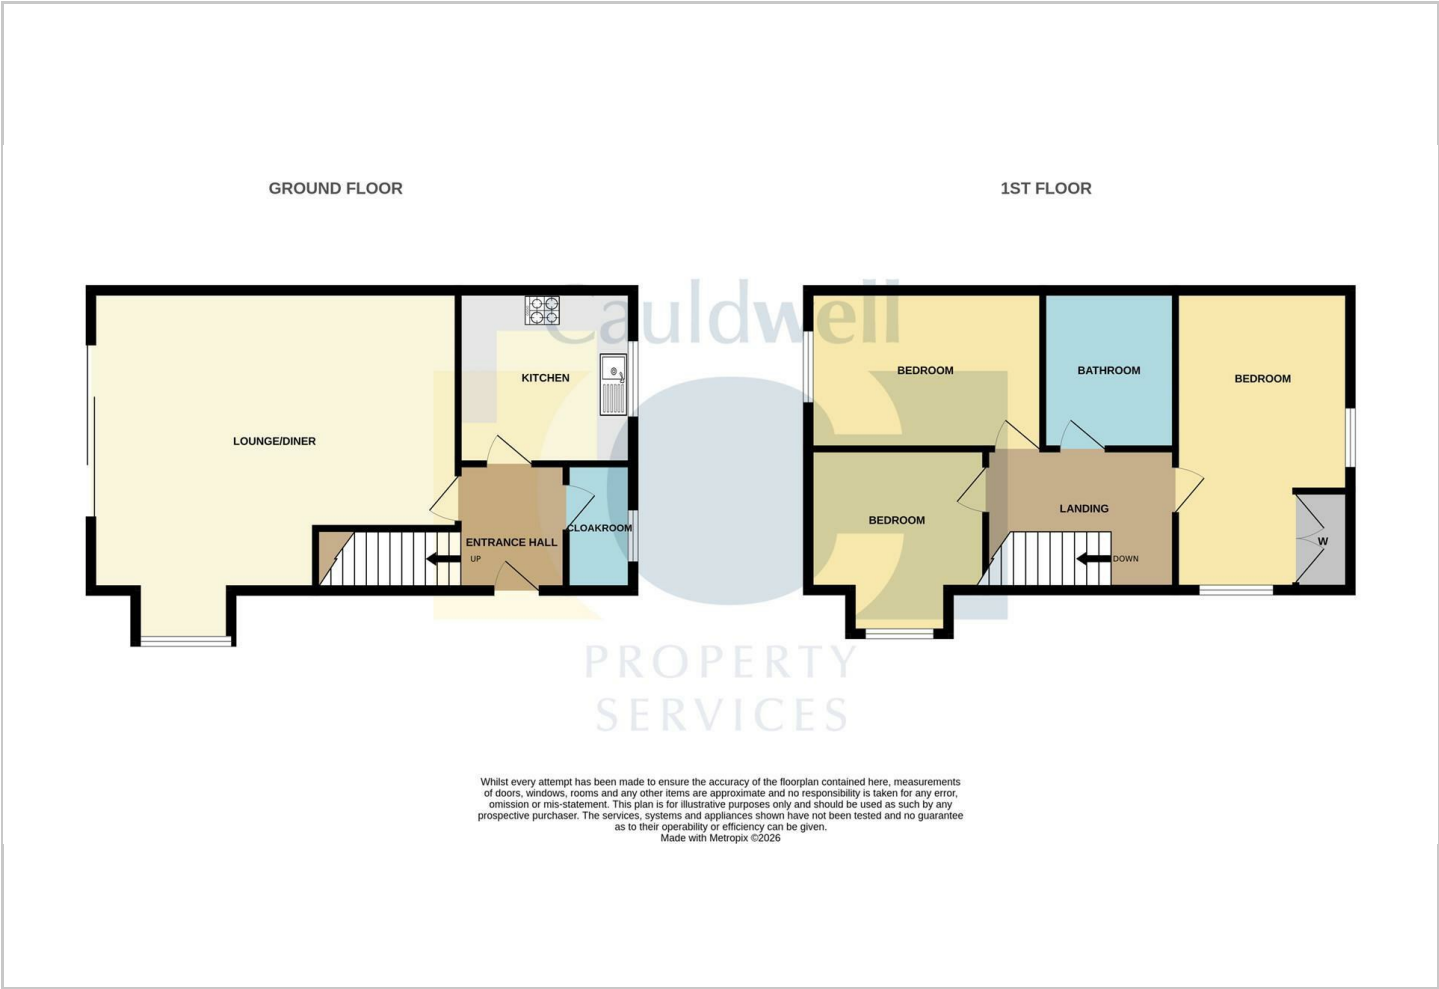 GROUND FLOOR
1ST FLOOR
Cauldwell
KITCHEN
LOUNGE/DINER
CLOAKROOM
ENTRANCE HALL
UP
BEDROOM
BATHROOM
BEDROOM
LANDING
BEDROOM
W
DOWN
PROPERTY
SERVICES
Whilst every attempt has been made to ensure the accuracy of the floorplan contained here, measurements
of doors, windows, rooms and any other items are approximate and no responsibility is taken for any error,
omission or mis-statement. This plan is for illustrative purposes only and should be used as such by any
prospective purchaser. The services, systems and appliances shown have not been tested and no guarantee
as to their operability or efficiency can be given.
Made with Metropix ©2026